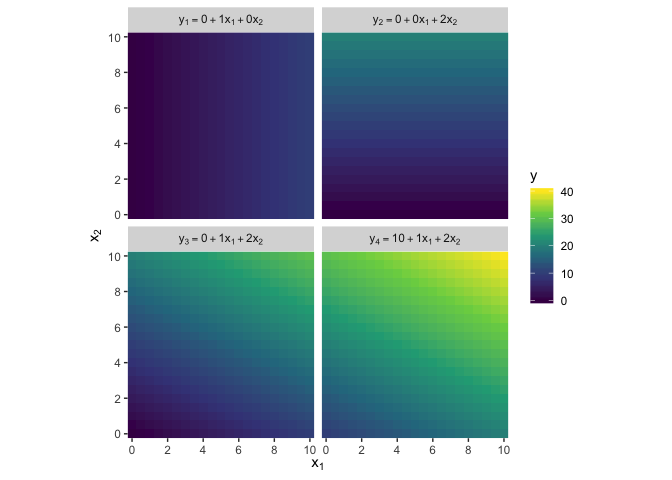 y₁ = 0 + 1x₁ + 0x₂
y₂ = 0 + 0x₁ + 2x₂
10
8
6
4
2
0
y₃ = 0 + 1x₁ + 2x₂
y₄ = 10 + 1x₁ + 2x₂
10
8
6
4
2
0
0 2 4 6 8 10
0 2 4 6 8 10
x₁
x₂
y
40
30
20
10
0